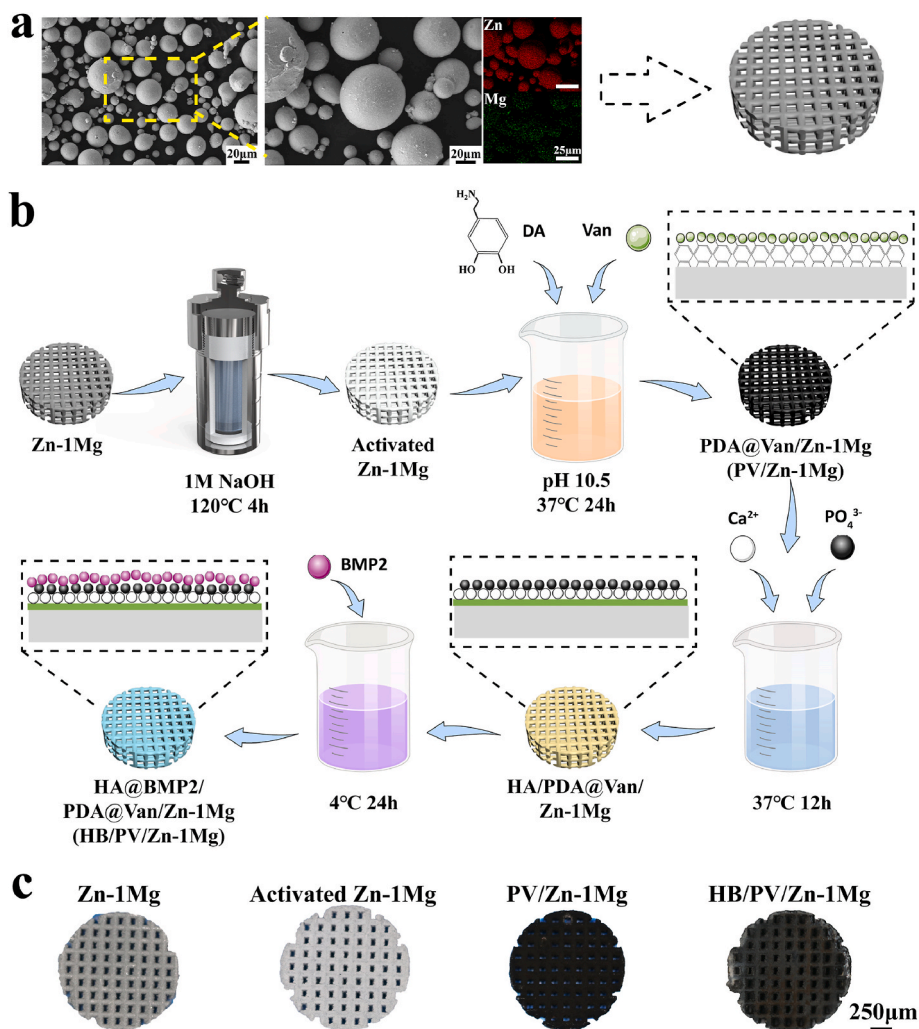 a
Zn
Mg
20μm
20μm
25μm
b
H₂N
HO
OH
DA
Van
Zn-1Mg
1M NaOH
120℃ 4h
Activated
Zn-1Mg
pH 10.5
37℃ 24h
PDA@Van/Zn-1Mg
(PV/Zn-1Mg)
Ca²⁺
PO₄³⁻
37℃ 12h
HA/PDA@Van/
Zn-1Mg
BMP2
4℃ 24h
HA@BMP2/
PDA@Van/Zn-1Mg
(HB/PV/Zn-1Mg)
c
Zn-1Mg
Activated Zn-1Mg
PV/Zn-1Mg
HB/PV/Zn-1Mg
250μm